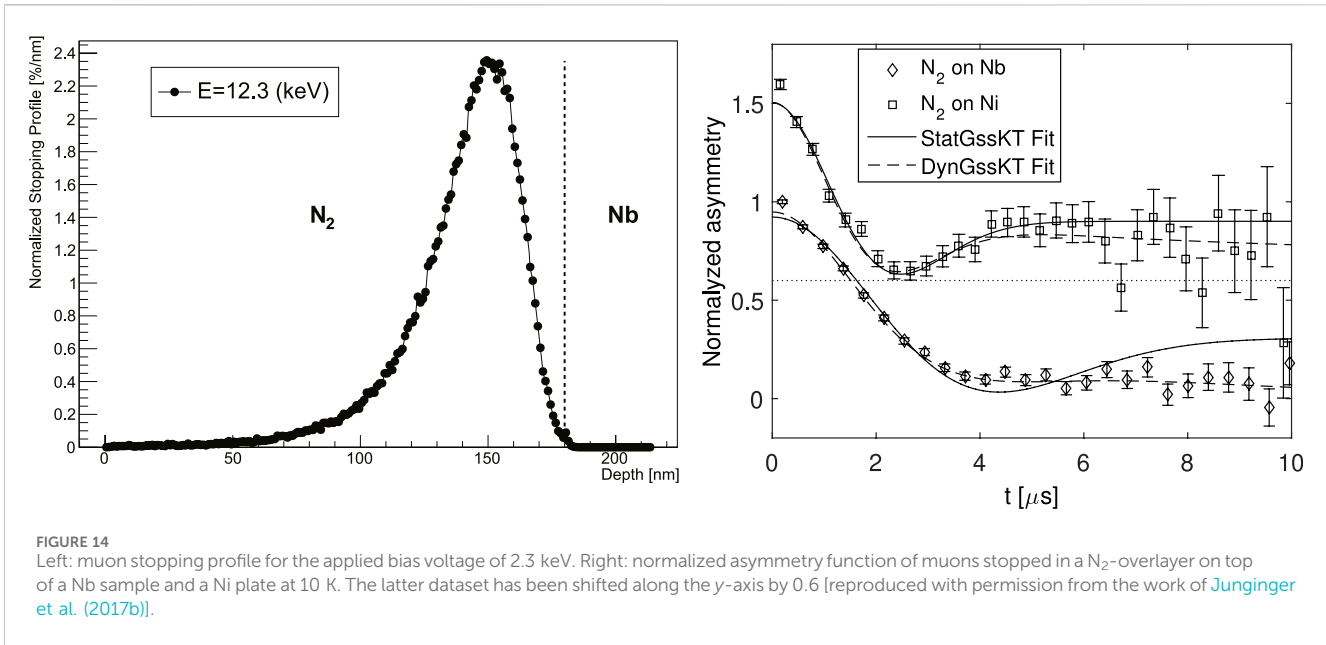 Normalized Stopping Profile [%/nm]
2.4
2.2
2
1.8
1.6
1.4
1.2
1
0.8
0.6
0.4
0.2
0
E=12.3 (keV)
N₂
Nb
0
50
100
150
200
Depth [nm]
Normalyzed asymmetry
1.5
1
0.5
0
N₂ on Nb
N₂ on Ni
StatGssKT Fit
DynGssKT Fit
0
2
4
6
8
10
t [μs]
FIGURE 14
Left: muon stopping profile for the applied bias voltage of 2.3 keV. Right: normalized asymmetry function of muons stopped in a N₂-overlayer on top
of a Nb sample and a Ni plate at 10 K. The latter dataset has been shifted along the y-axis by 0.6 [reproduced with permission from the work of Junginger
et al. (2017b)].